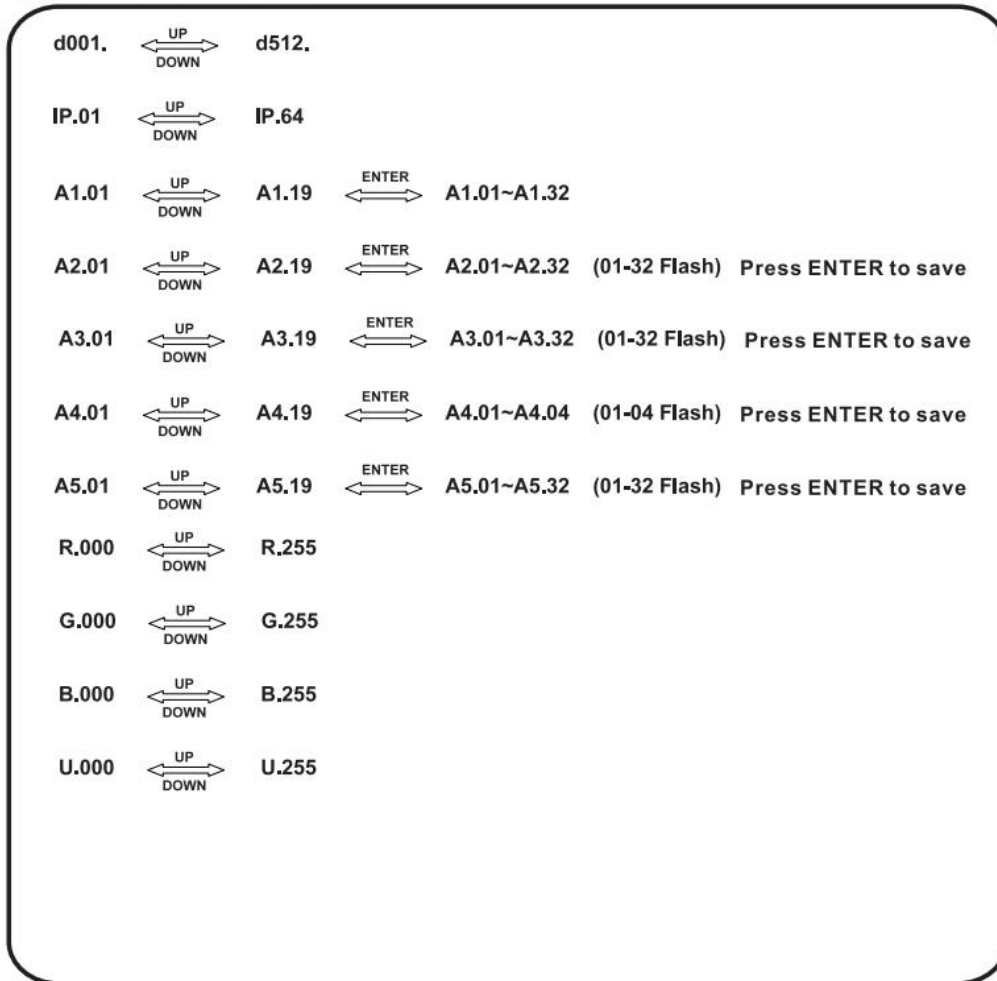 d001. UP DOWN d512.
IP.01 UP DOWN IP.64
A1.01 UP DOWN A1.19 ENTER A1.01~A1.32
A2.01 UP DOWN A2.19 ENTER A2.01~A2.32 (01-32 Flash) Press ENTER to save
A3.01 UP DOWN A3.19 ENTER A3.01~A3.32 (01-32 Flash) Press ENTER to save
A4.01 UP DOWN A4.19 ENTER A4.01~A4.04 (01-04 Flash) Press ENTER to save
A5.01 UP DOWN A5.19 ENTER A5.01~A5.32 (01-32 Flash) Press ENTER to save
R.000 UP DOWN R.255
G.000 UP DOWN G.255
B.000 UP DOWN B.255
U.000 UP DOWN U.255